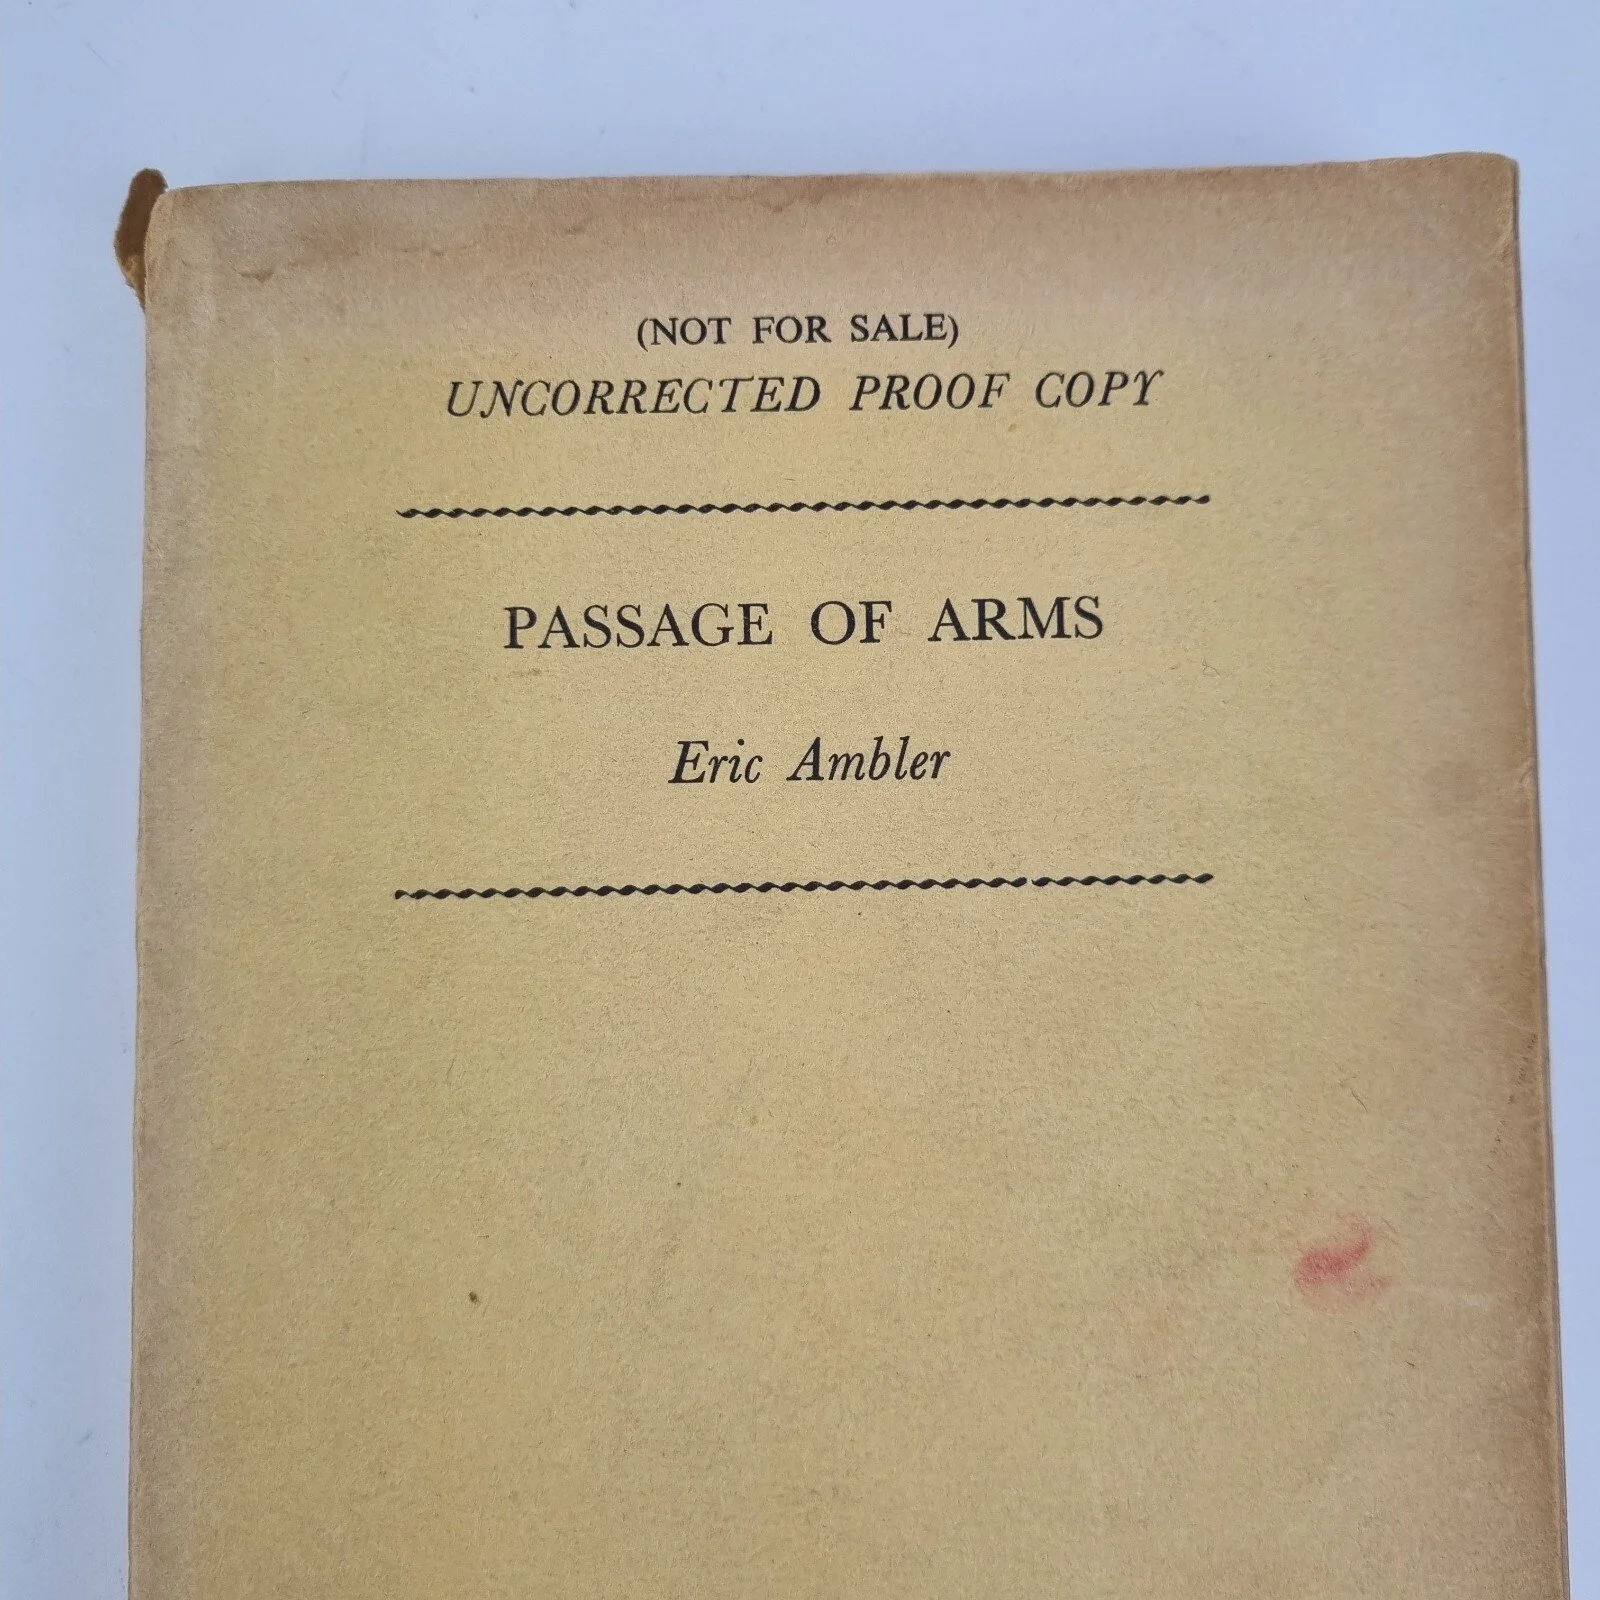 (NOT FOR SALE)
UNCORRECTED PROOF COPY
PASSAGE OF ARMS
Eric Ambler